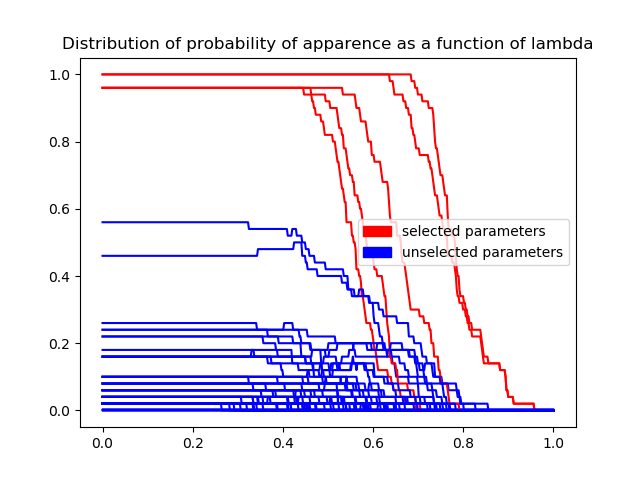 Distribution of probability of apparence as a function of lambda
1.0
0.8
0.6
0.4
0.2
0.0
selected parameters
unselected parameters
0.0 0.2 0.4 0.6 0.8 1.0